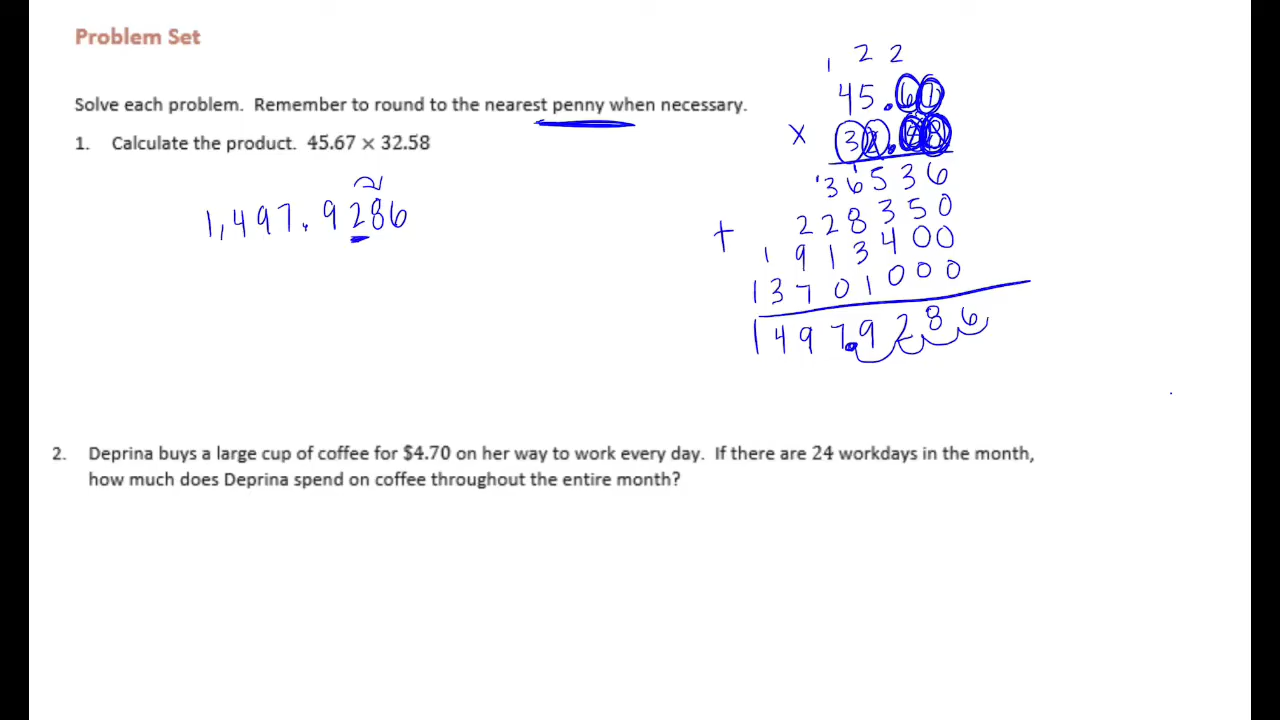 Problem Set
Solve each problem. Remember to round to the nearest penny when necessary.
1. Calculate the product. 45.67 × 32.58
1,497.9286
1 2 2
45.67
x 32.58
36536
228350
+ 1913400
13701000
1497.9286
2. Deprina buys a large cup of coffee for $4.70 on her way to work every day. If there are 24 workdays in the month,
how much does Deprina spend on coffee throughout the entire month?